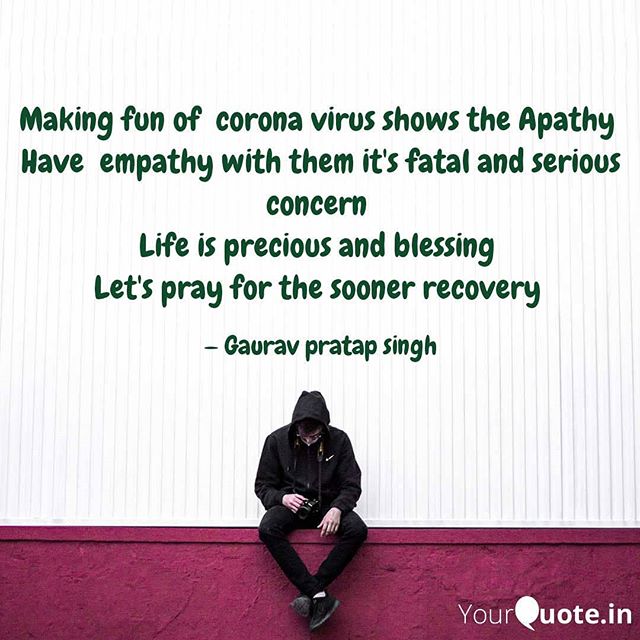 Making fun of  corona virus shows the Apathy
Have  empathy with them it's fatal and serious
concern
Life is precious and blessing
Let's pray for the sooner recovery
– Gaurav pratap singh
YourQuote.in